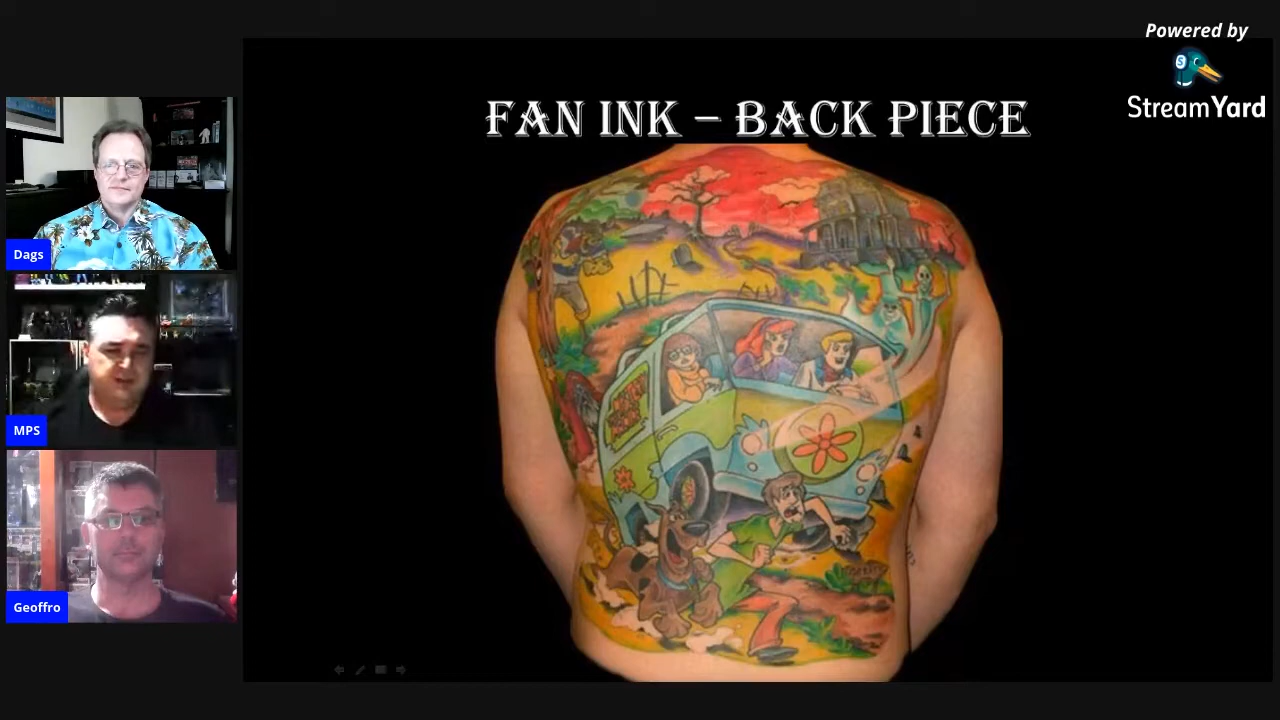 Powered by
StreamYard
FAN INK – BACK PIECE
Dags
MPS
Geoffro